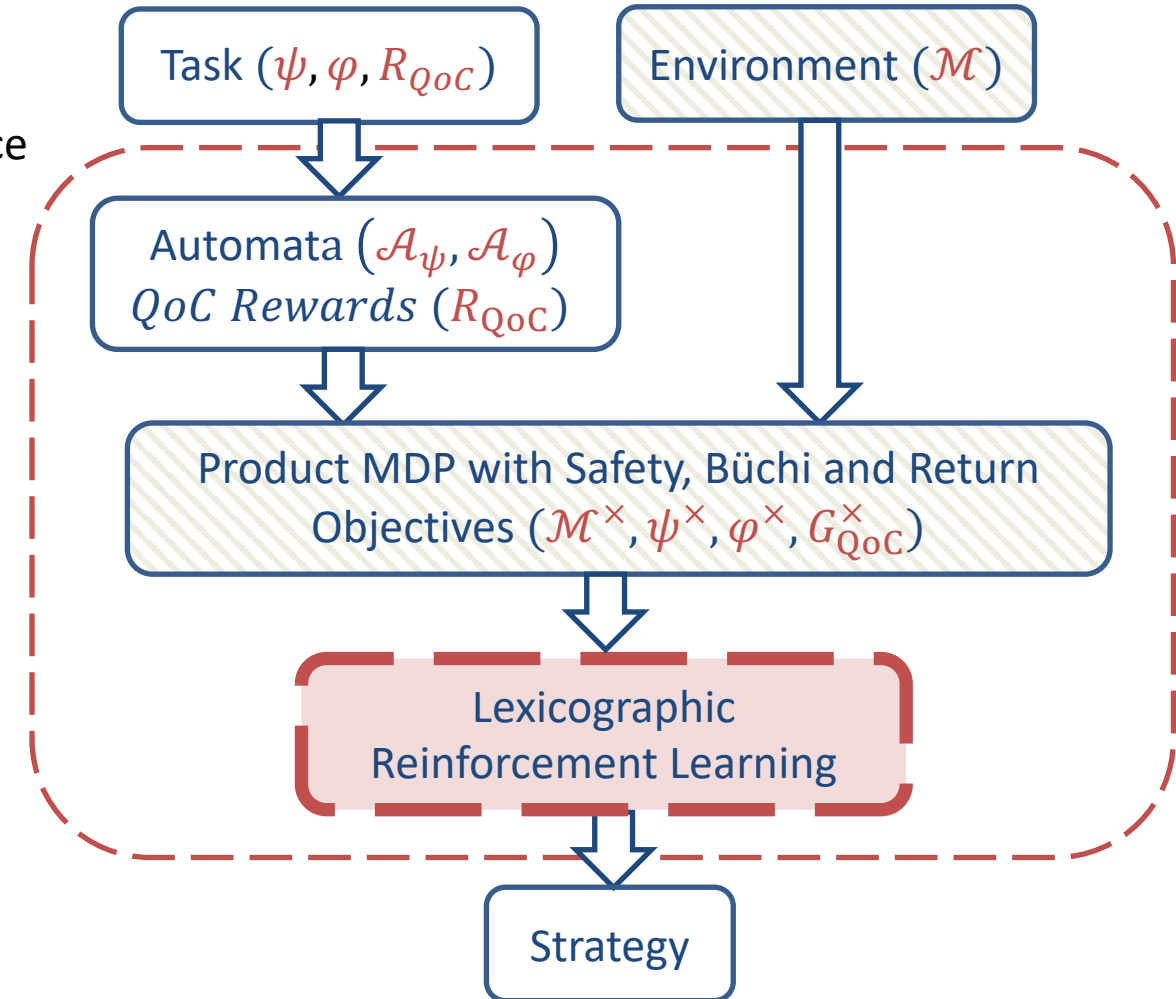 Task (ψ, φ, R_QoC)
Environment (ℳ)
ce
Automata (𝒜_ψ, 𝒜_φ)
QoC Rewards (R_QoC)
Product MDP with Safety, Büchi and Return
Objectives (ℳ^×, ψ^×, φ^×, G^×_QoC)
Lexicographic
Reinforcement Learning
Strategy